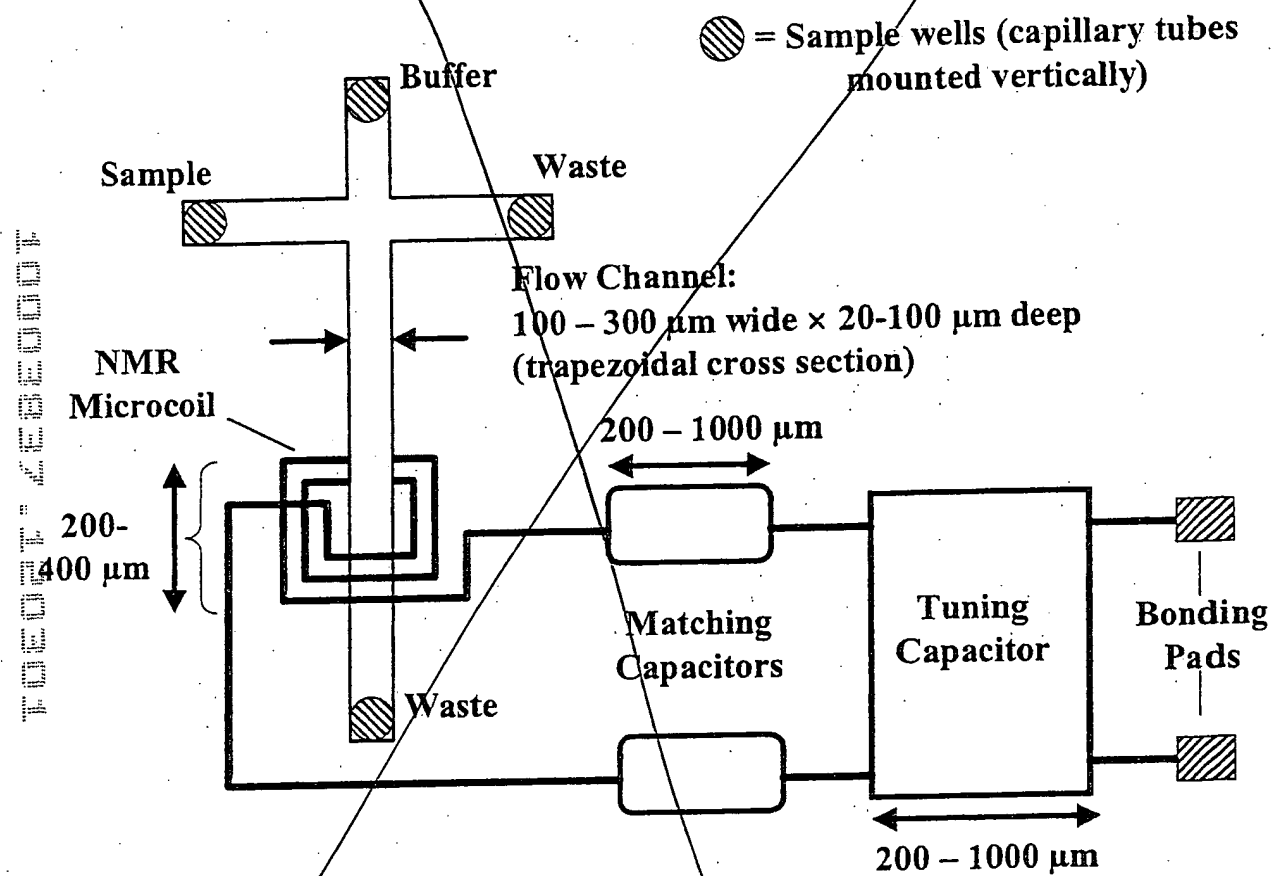 = Sample wells (capillary tubes
mounted vertically)
Buffer
Sample
Waste
Flow Channel:
100 – 300 µm wide × 20-100 µm deep
(trapezoidal cross section)
NMR
Microcoil
200 – 1000 µm
200-
400 µm
Matching
Capacitors
Tuning
Capacitor
Bonding
Pads
Waste
200 – 1000 µm